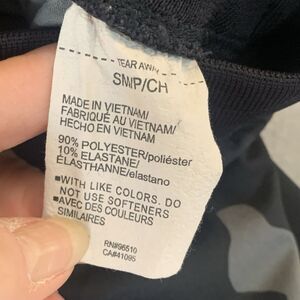 TEAR AWAY
SM/P/CH
MADE IN VIETNAM/
FABRIQUÉ AU VIETNAM/
HECHO EN VIETNAM
90% POLYESTER/poliéster
10% ELASTANE/
ÉLASTHANNE/elastano
■WITH LIKE COLORS. DO
NOT USE SOFTENERS
■AVEC DES COULEURS
SIMILAIRES
RN#96510
CA#41095